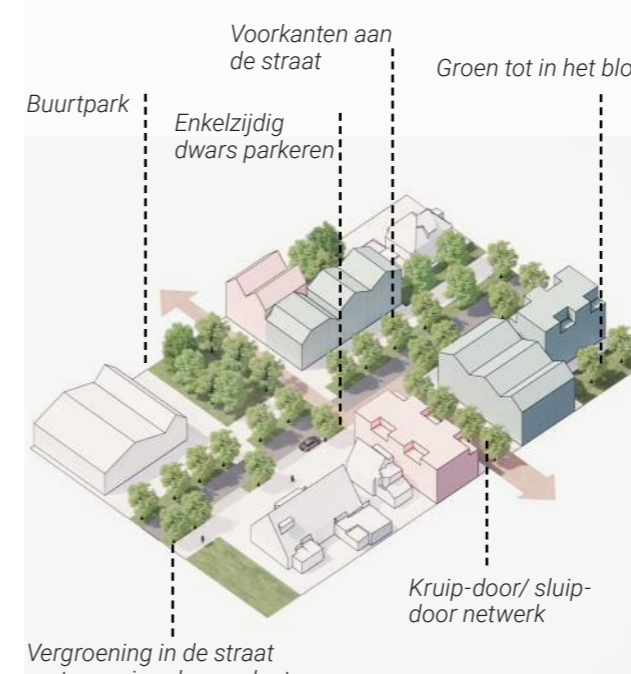 Voorkanten aan
de straat
Groen tot in het
Buurtpark
Enkelzijdig
dwars parkeren
Kruip-door/ sluip-
door netwerk
Vergroening in de straat